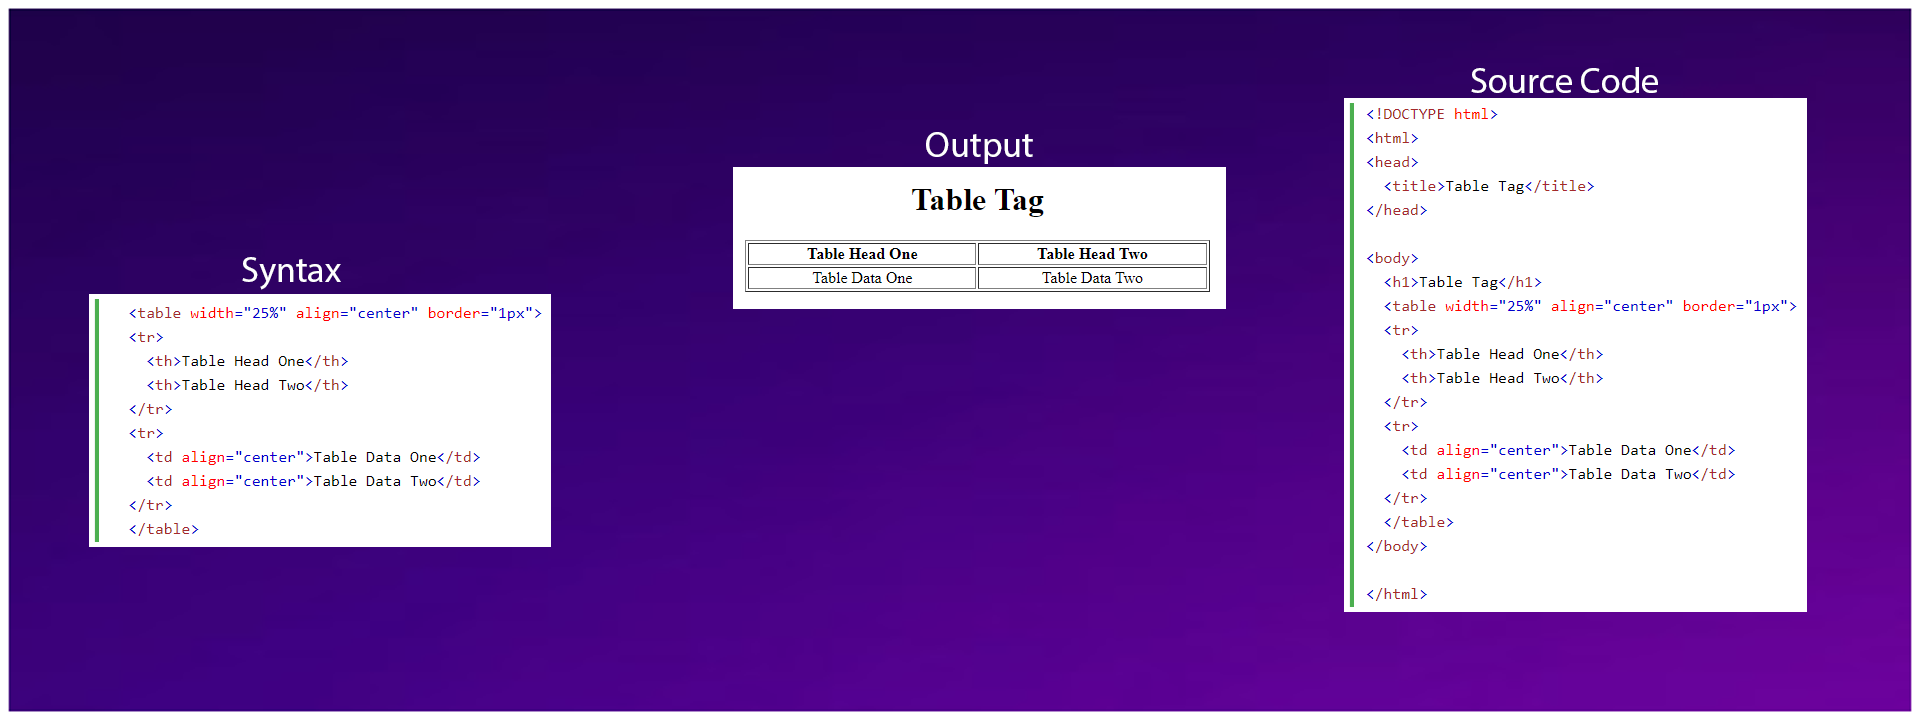 Syntax
<table width="25%" align="center" border="1px">
<tr>
<th>Table Head One</th>
<th>Table Head Two</th>
</tr>
<tr>
<td align="center">Table Data One</td>
<td align="center">Table Data Two</td>
</tr>
</table>
Output
Table Tag
Table Head One Table Head Two
Table Data One Table Data Two
Source Code
<!DOCTYPE html>
<html>
<head>
<title>Table Tag</title>
</head>
<body>
<h1>Table Tag</h1>
<table width="25%" align="center" border="1px">
<tr>
<th>Table Head One</th>
<th>Table Head Two</th>
</tr>
<tr>
<td align="center">Table Data One</td>
<td align="center">Table Data Two</td>
</tr>
</table>
</body>
</html>